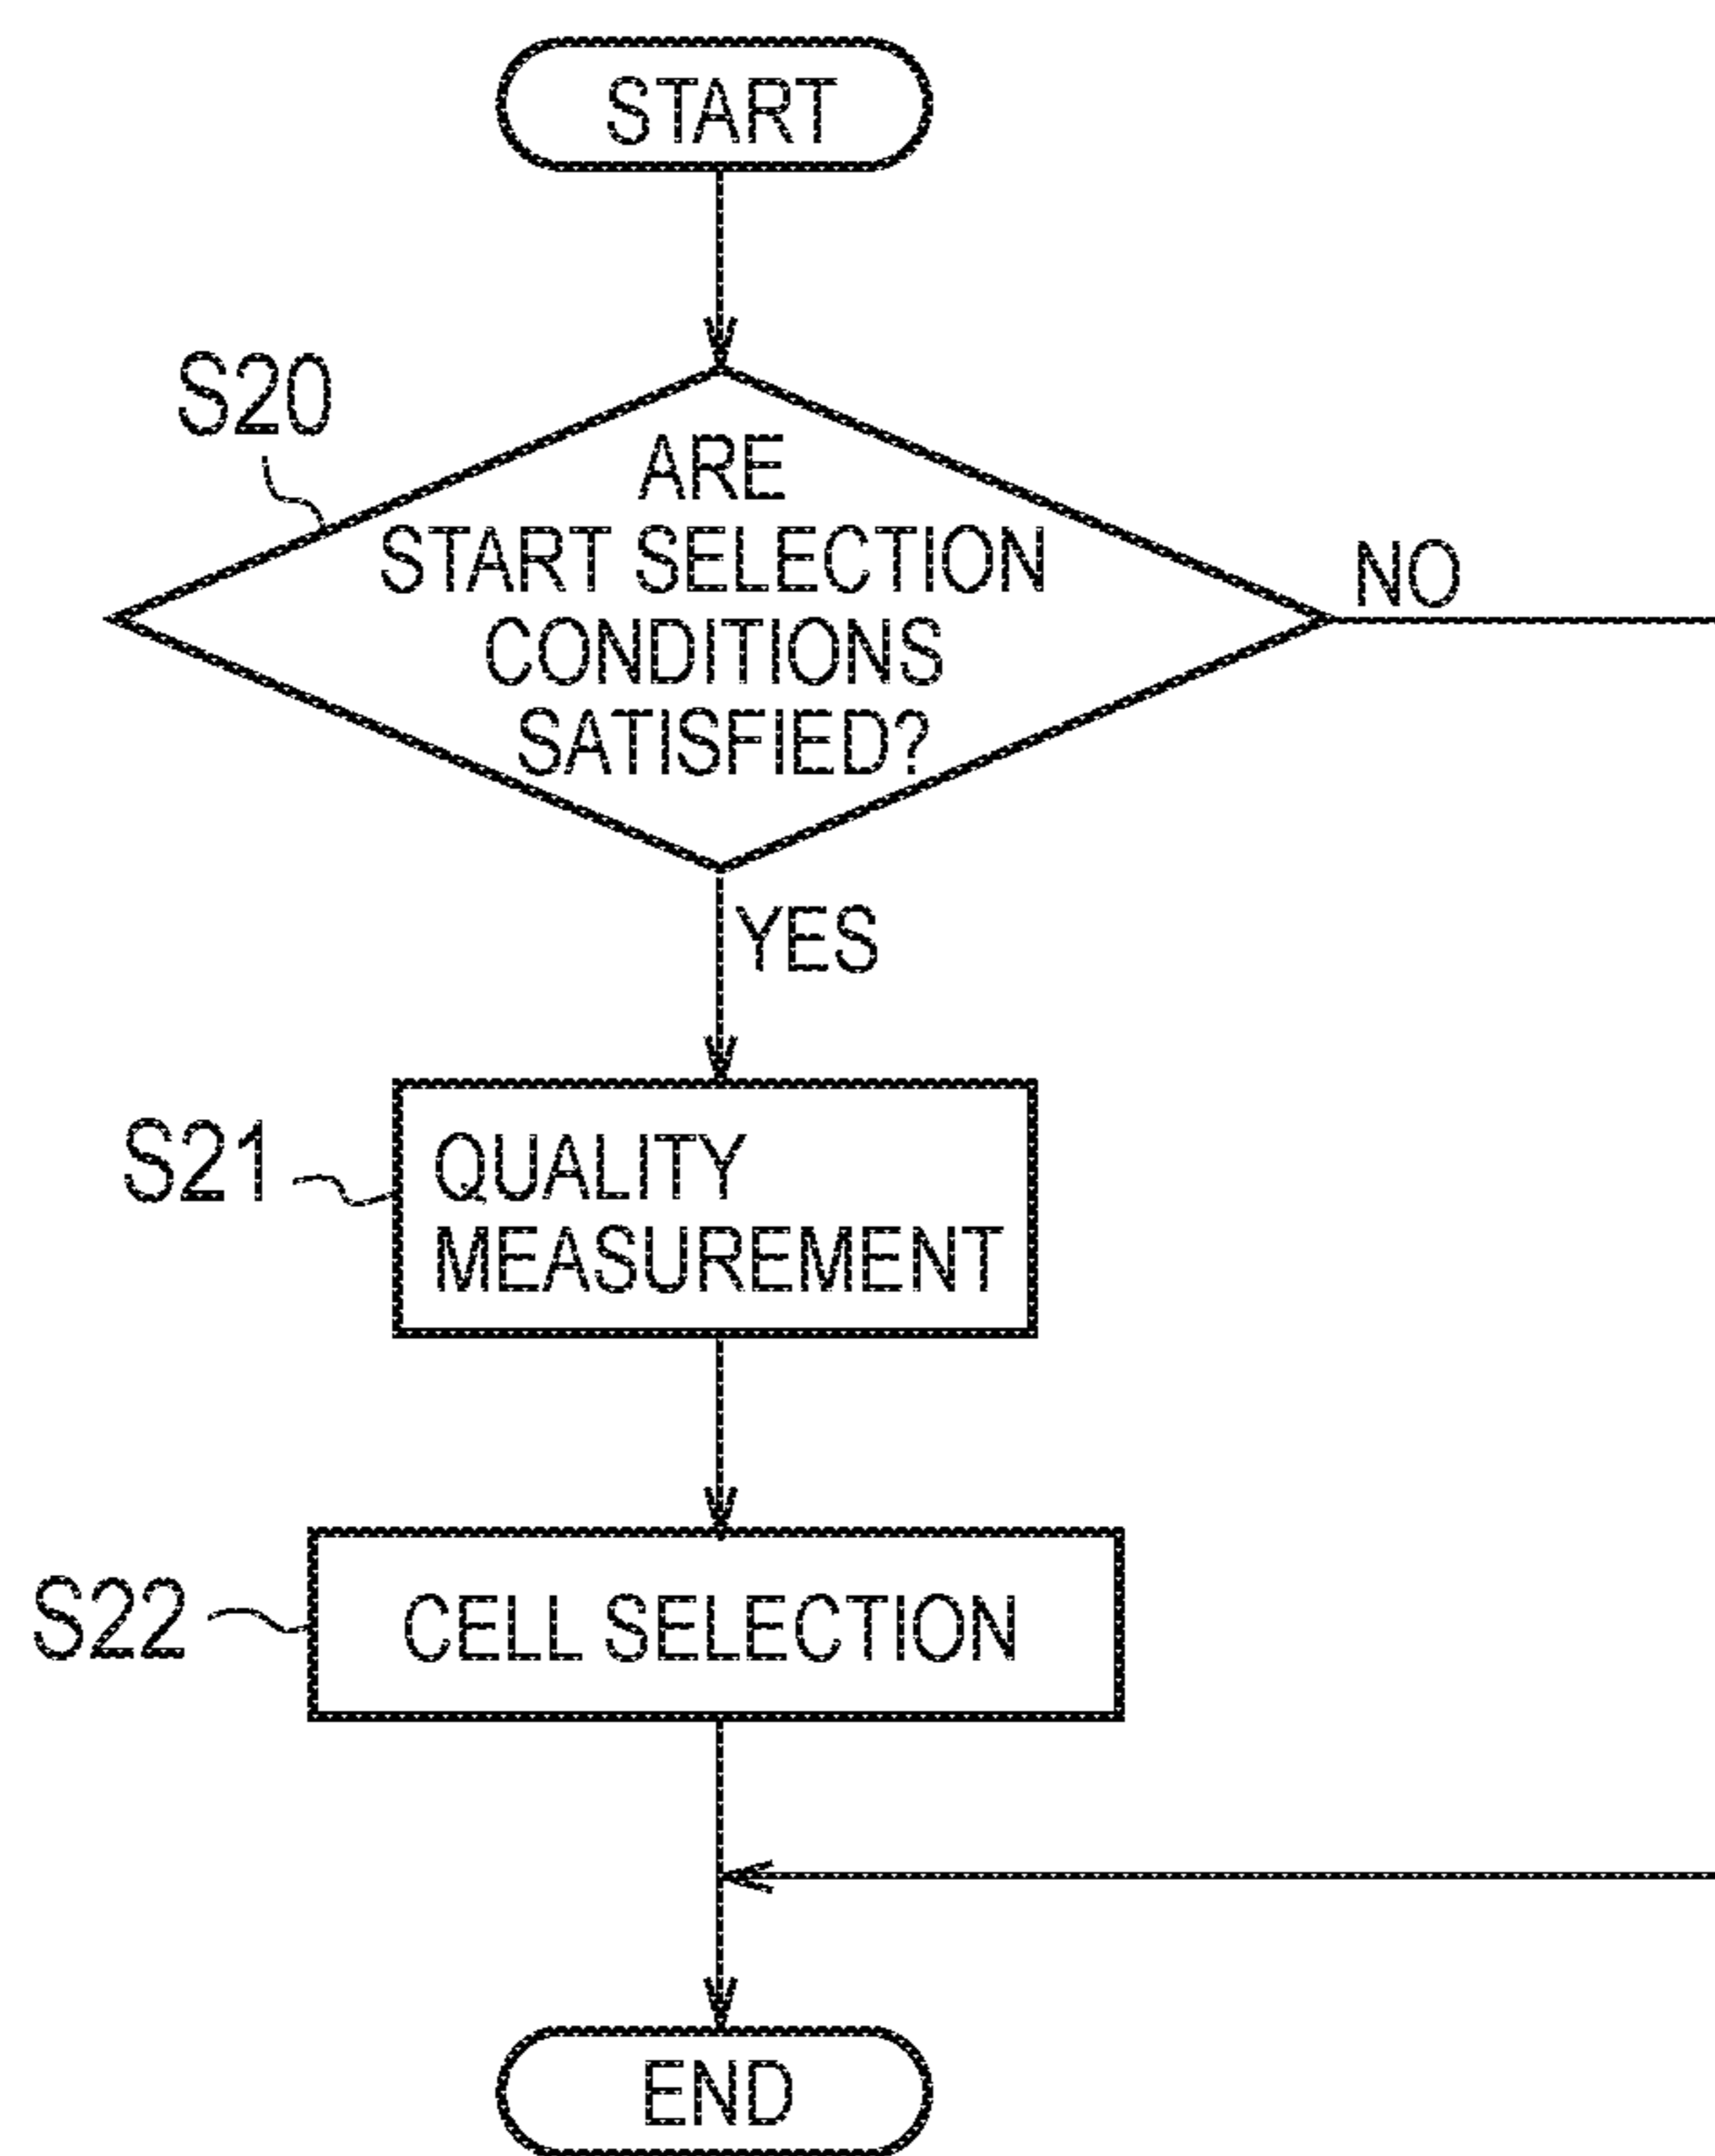 START
S20
ARE
START SELECTION
CONDITIONS
SATISFIED?
NO
YES
S21
QUALITY
MEASUREMENT
S22
CELL SELECTION
END